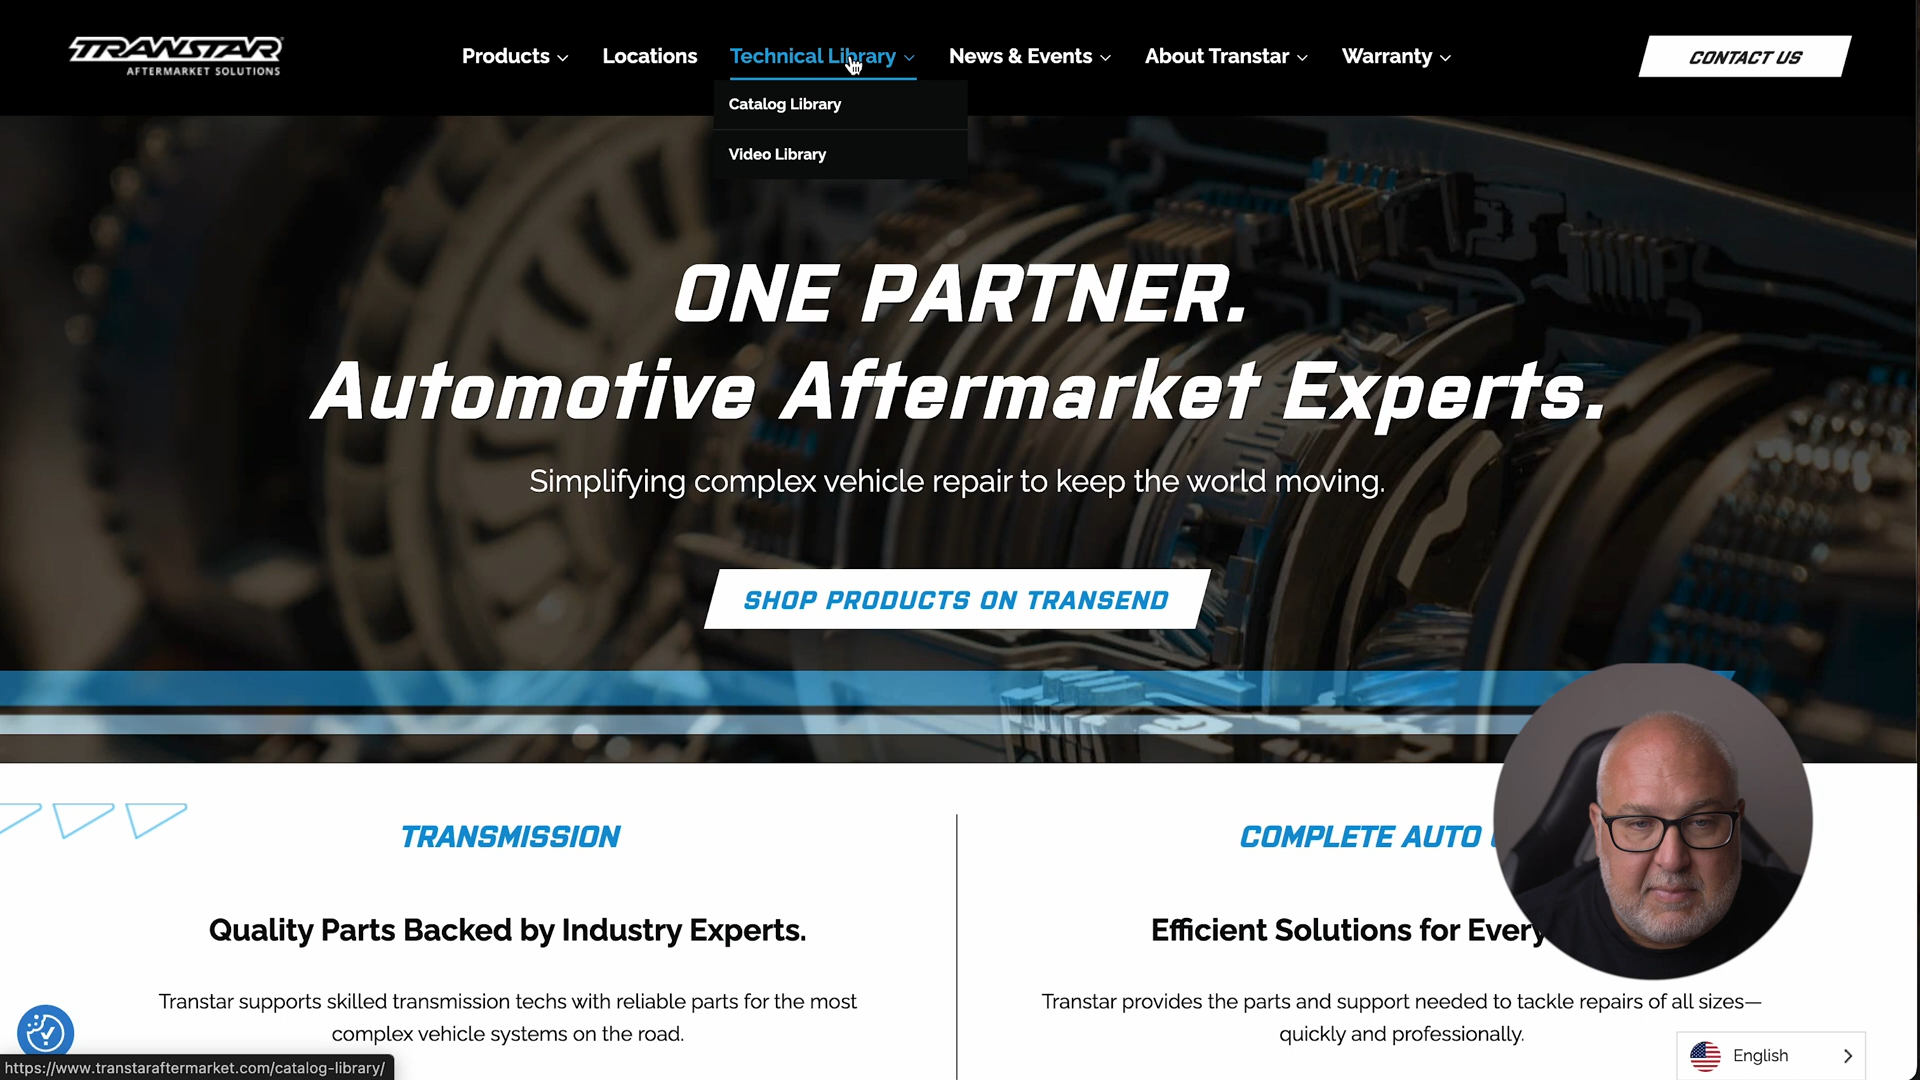 TRANSTAR
AFTERMARKET SOLUTIONS
Products
Locations
Technical Library
News & Events
About Transtar
Warranty
CONTACT US
Catalog Library
Video Library
ONE PARTNER.
Automotive Aftermarket Experts.
Simplifying complex vehicle repair to keep the world moving.
SHOP PRODUCTS ON TRANSEND
TRANSMISSION
Quality Parts Backed by Industry Experts.
Transtar supports skilled transmission techs with reliable parts for the most
complex vehicle systems on the road.
COMPLETE AUTO
Efficient Solutions for Every
Transtar provides the parts and support needed to tackle repairs of all sizes—
quickly and professionally.
https://www.transtaraftermarket.com/catalog-library/
English